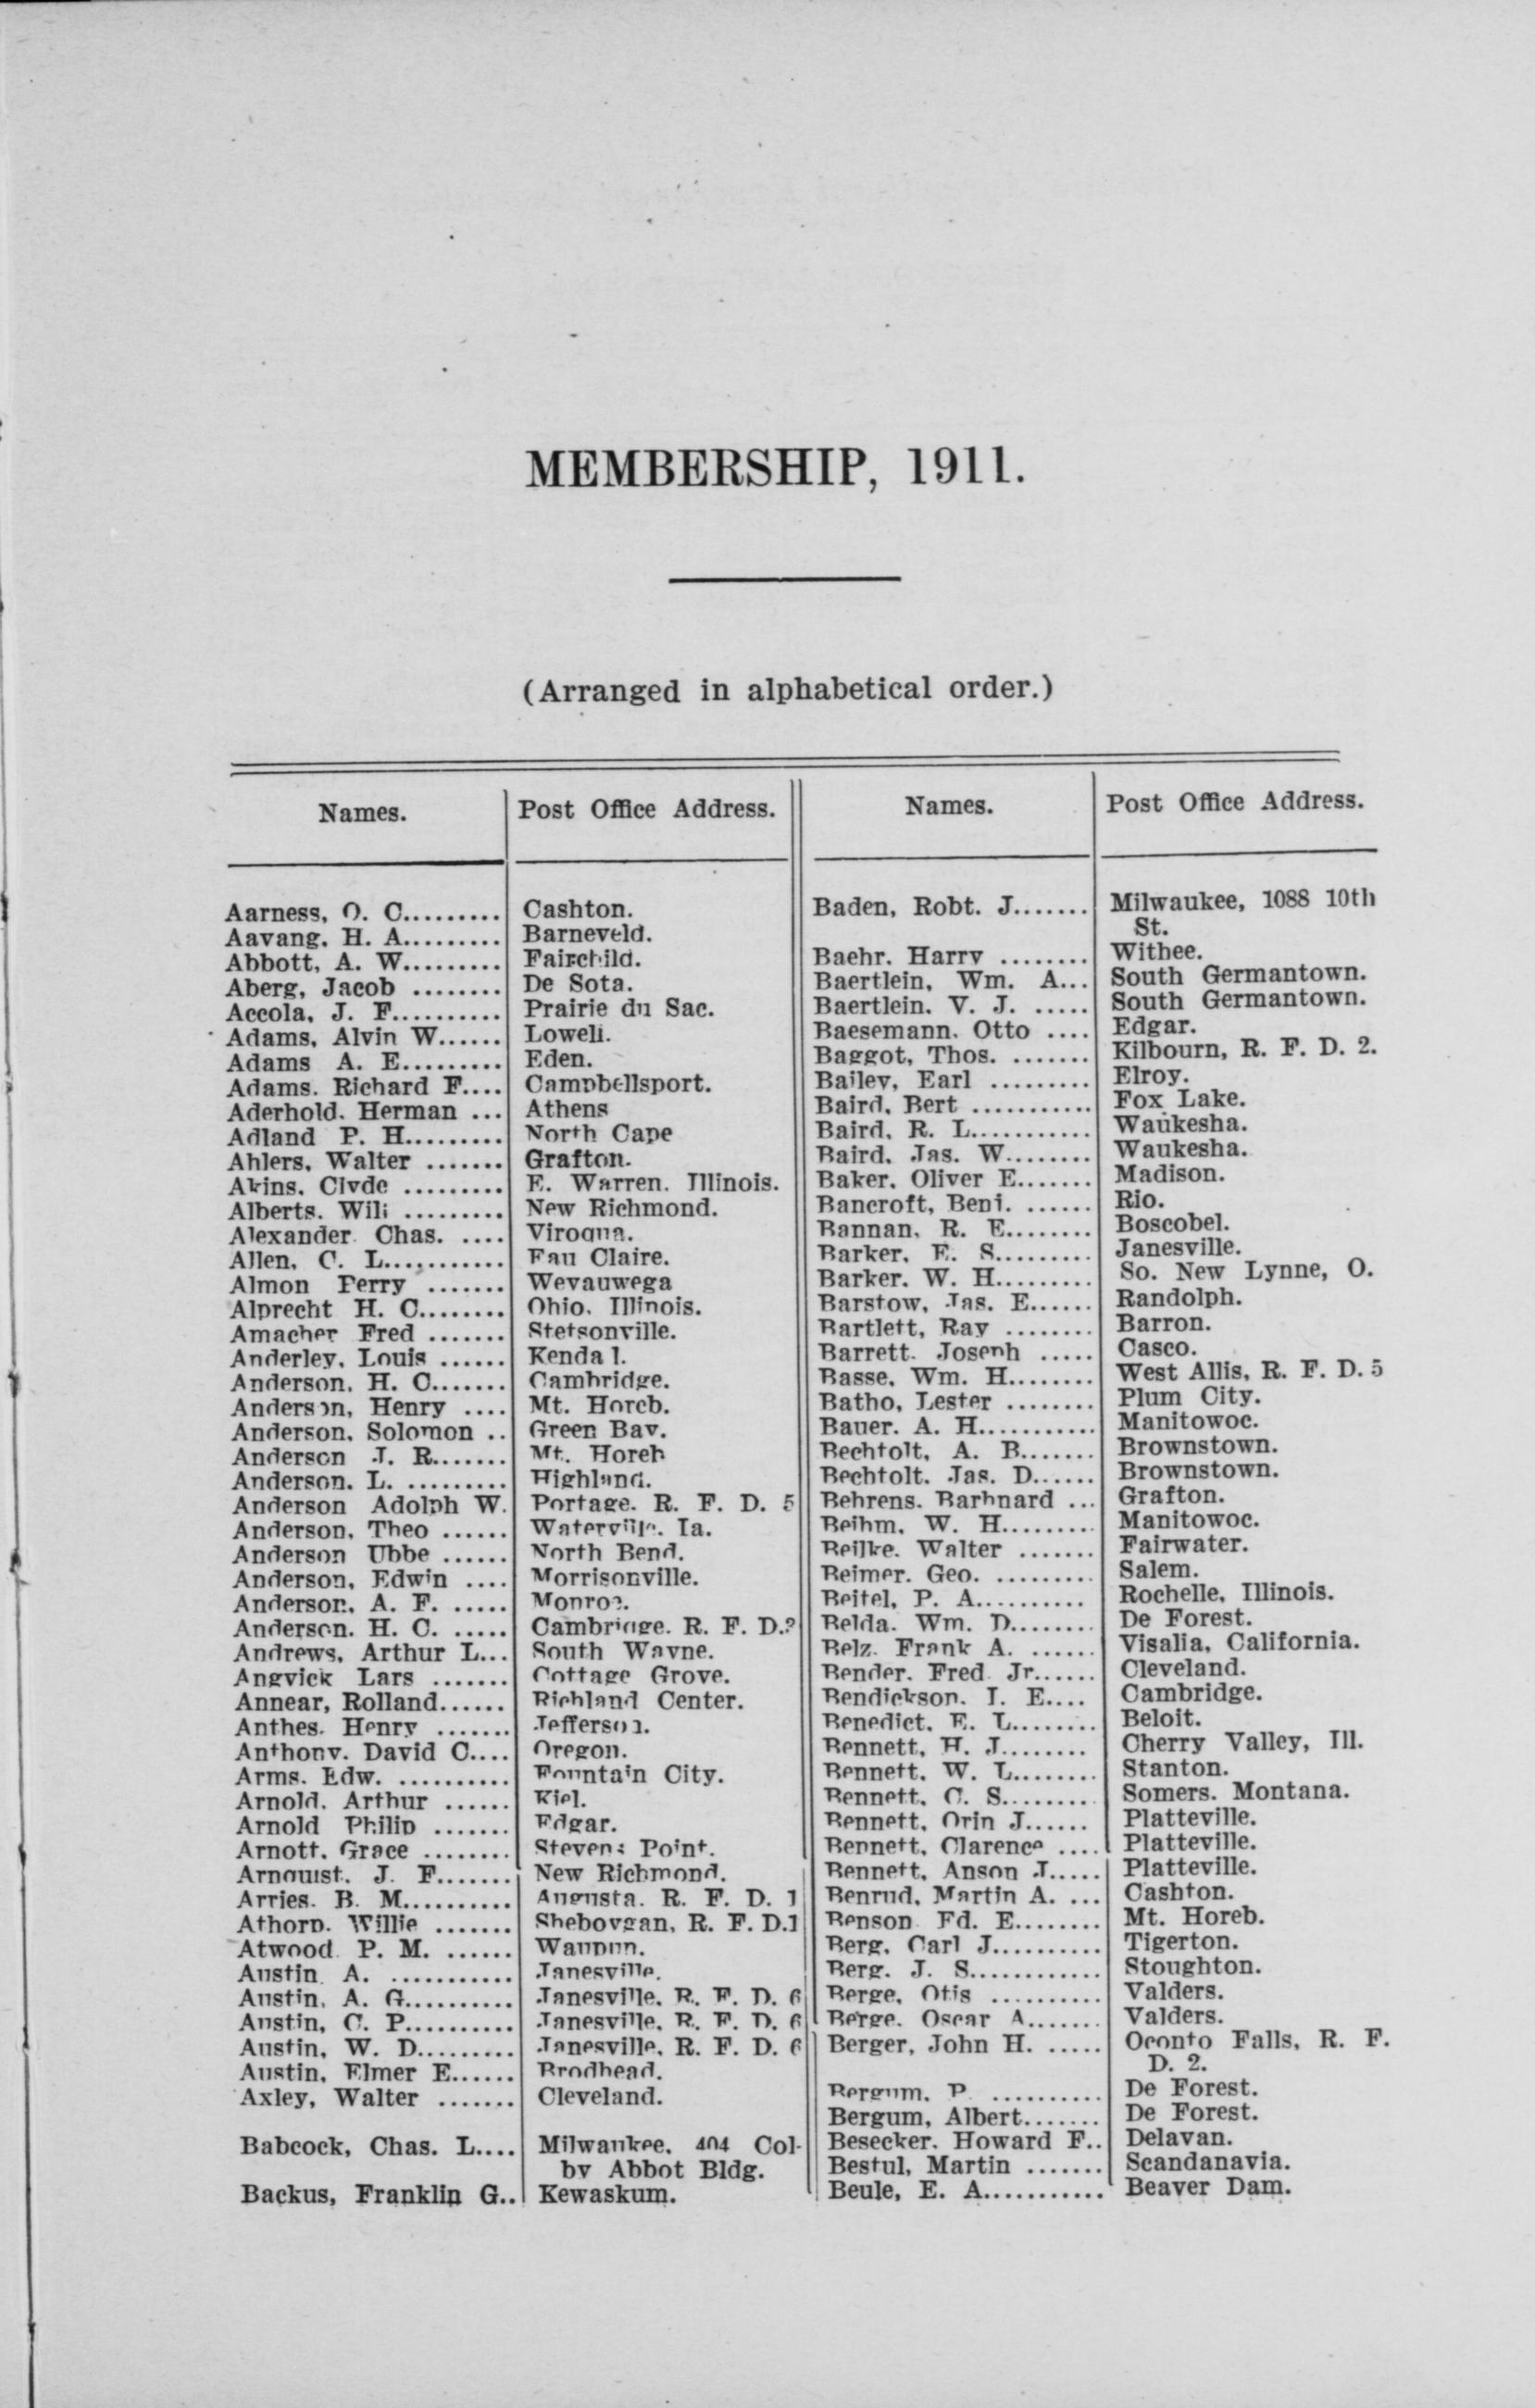 MEMBERSHIP, 1911.
(Arranged in alphabetical order.)
Names. Post Office Address.
Aarness, O. C......... Cashton.
Aavang. H. A......... Barneveld.
Abbott, A. W......... Fairchild.
Aberg, Jacob ........ De Sota.
Accola, J. F.......... Prairie du Sac.
Adams, Alvin W...... Lowell.
Adams A. E......... Eden.
Adams. Richard F.... Campbellsport.
Aderhold. Herman ... Athens
Adland P. H......... North Cape
Ahlers, Walter ....... Grafton.
Akins. Clyde ......... E. Warren. Illinois.
Alberts. Will ......... New Richmond.
Alexander Chas. .... Viroqua.
Allen, C. L........... Eau Claire.
Almon Perry ....... Weyauwega
Alprecht H. C........ Ohio. Illinois.
Amacher Fred ....... Stetsonville.
Anderley, Louis ...... Kendal l.
Anderson, H. C....... Cambridge.
Anderson, Henry .... Mt. Horeb.
Anderson, Solomon .. Green Bay.
Anderson J. R....... Mt. Horeb
Anderson. L. ......... Highland.
Anderson Adolph W. Portage. R. F. D. 5
Anderson, Theo ...... Waterville. Ia.
Anderson Ubbe ...... North Bend.
Anderson, Edwin .... Morrisonville.
Anderson, A. F. ..... Monroe.
Anderson. H. C. ..... Cambridge. R. F. D.2
Andrews, Arthur L... South Wayne.
Angvick Lars ....... Cottage Grove.
Annear, Rolland...... Richland Center.
Anthes. Henry ....... Jefferson.
Anthony. David C.... Oregon.
Arms. Edw. .......... Fountain City.
Arnold. Arthur ...... Kiel.
Arnold Philip ....... Edgar.
Arnott. Grace ........ Stevens Point.
Arnquist. J. F....... New Richmond.
Arries. B. M.......... Augusta. R. F. D. 1
Athorp. Willie ....... Sheboygan, R. F. D.1
Atwood P. M. ...... Waupun.
Austin A. ........... Janesville.
Austin, A. G.......... Janesville. R. F. D. 6
Austin, C. P.......... Janesville. R. F. D. 6
Austin, W. D......... Janesville, R. F. D. 6
Austin, Elmer E...... Brodhead.
Axley, Walter ....... Cleveland.
Babcock, Chas. L.... Milwaukee. 404 Col-
by Abbot Bldg.
Backus, Franklin G.. Kewaskum.
Names. Post Office Address.
Baden, Robt. J....... Milwaukee, 1088 10th
St.
Baehr. Harry ........ Withee.
Baertlein, Wm. A... South Germantown.
Baertlein. V. J. ..... South Germantown.
Baesemann. Otto .... Edgar.
Baggot, Thos. ....... Kilbourn, R. F. D. 2.
Bailey, Earl ......... Elroy.
Baird, Bert ........... Fox Lake.
Baird, R. L........... Waukesha.
Baird. Jas. W........ Waukesha.
Baker, Oliver E....... Madison.
Bancroft, Benj. ...... Rio.
Bannan, R. E........ Boscobel.
Barker, E. S......... Janesville.
Barker. W. H......... So. New Lynne, O.
Barstow, Jas. E...... Randolph.
Bartlett, Ray ........ Barron.
Barrett. Joseph ..... Casco.
Basse, Wm. H........ West Allis, R. F. D. 5
Batho, Lester ........ Plum City.
Bauer. A. H........... Manitowoc.
Bechtolt, A. B....... Brownstown.
Bechtolt. Jas. D...... Brownstown.
Behrens. Barhnard ... Grafton.
Beihm, W. H......... Manitowoc.
Beilke. Walter ....... Fairwater.
Beimer. Geo. ......... Salem.
Beitel, P. A.......... Rochelle, Illinois.
Belda. Wm. D........ De Forest.
Belz. Frank A. ...... Visalia, California.
Bender. Fred Jr...... Cleveland.
Bendickson. I. E.... Cambridge.
Benedict. E. L........ Beloit.
Bennett, H. J........ Cherry Valley, Ill.
Bennett. W. L........ Stanton.
Bennett. C. S......... Somers. Montana.
Bennett, Orin J...... Platteville.
Bennett, Clarence .... Platteville.
Bennett, Anson J..... Platteville.
Benrud, Martin A. ... Cashton.
Benson Ed. E........ Mt. Horeb.
Berg, Carl J.......... Tigerton.
Berg. J. S............ Stoughton.
Berge, Otis .......... Valders.
Berge. Oscar A....... Valders.
Berger, John H. ..... Oconto Falls, R. F.
D. 2.
Bergum, P. .......... De Forest.
Bergum, Albert....... De Forest.
Besecker. Howard F.. Delavan.
Bestul, Martin ....... Scandanavia.
Beule, E. A........... Beaver Dam.